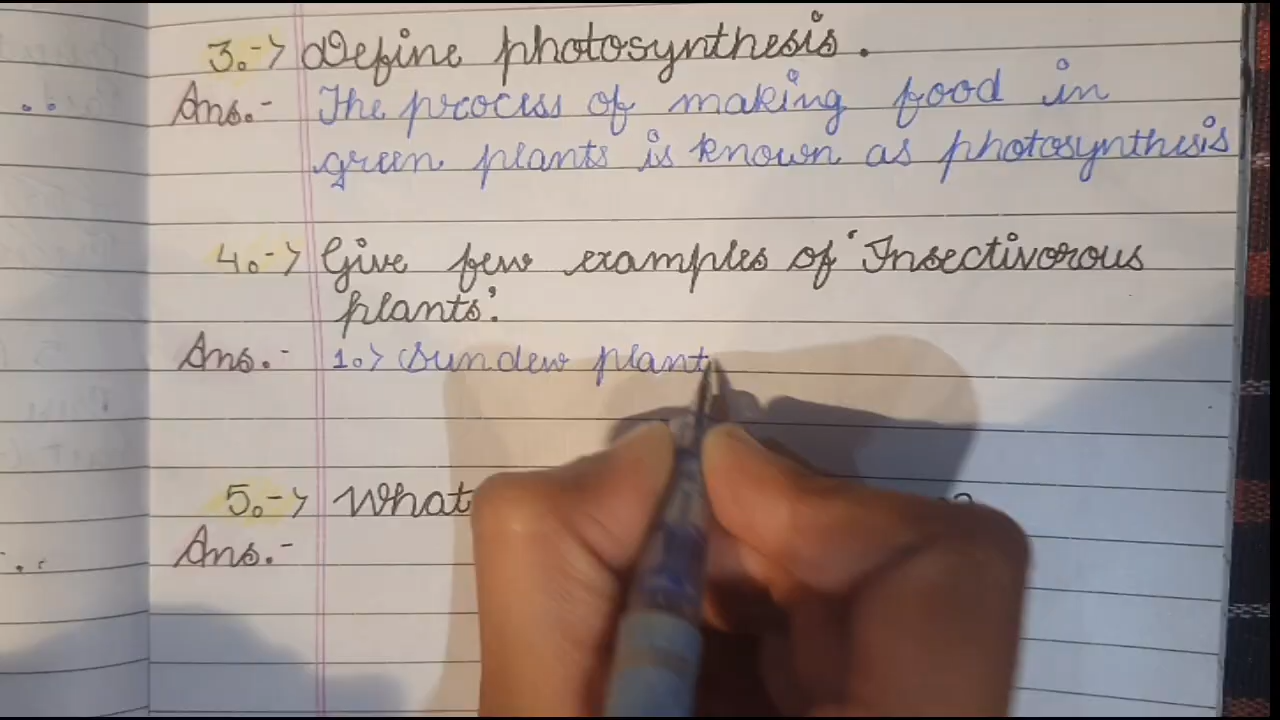 3.-> Define photosynthesis.
Ans.- The process of making food in
green plants is known as photosynthisis
4.-> Give few examples of 'Insectivorous
plants'.
Ans.- 1.> Sundew plant
5.-> What
Ans.-